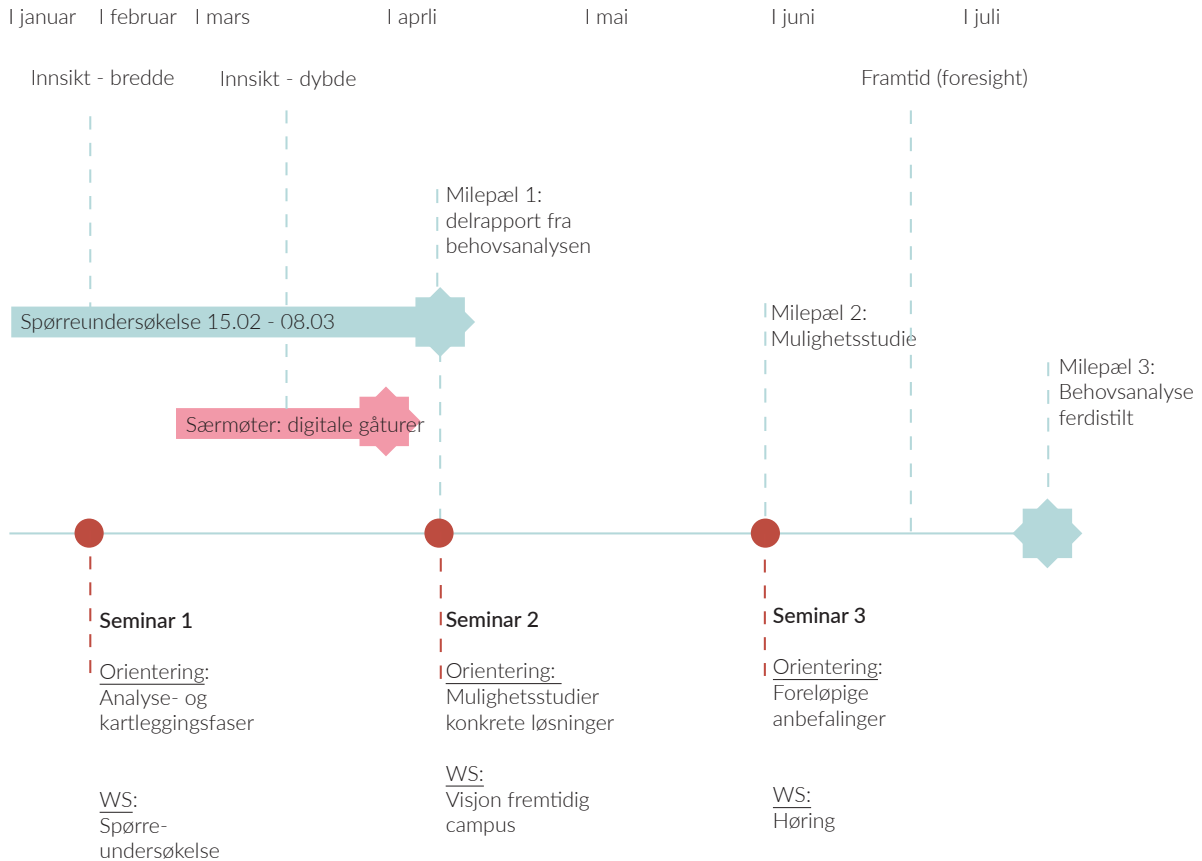 I januar
I februar
I mars
I aprli
I mai
I juni
I juli
Innsikt - bredde
Innsikt - dybde
Framtid (foresight)
Milepæl 1:
delrapport fra
behovsanalysen
Spørreundersøkelse 15.02 - 08.03
Milepæl 2:
Mulighetsstudie
Milepæl 3:
Behovsanalyse
ferdistilt
Særmøter: digitale gåturer
Seminar 1
Orientering:
Analyse- og
kartleggingsfaser
WS:
Spørre-
undersøkelse
Seminar 2
Orientering:
Mulighetsstudier
konkrete løsninger
WS:
Visjon fremtidig
campus
Seminar 3
Orientering:
Foreløpige
anbefalinger
WS:
Høring